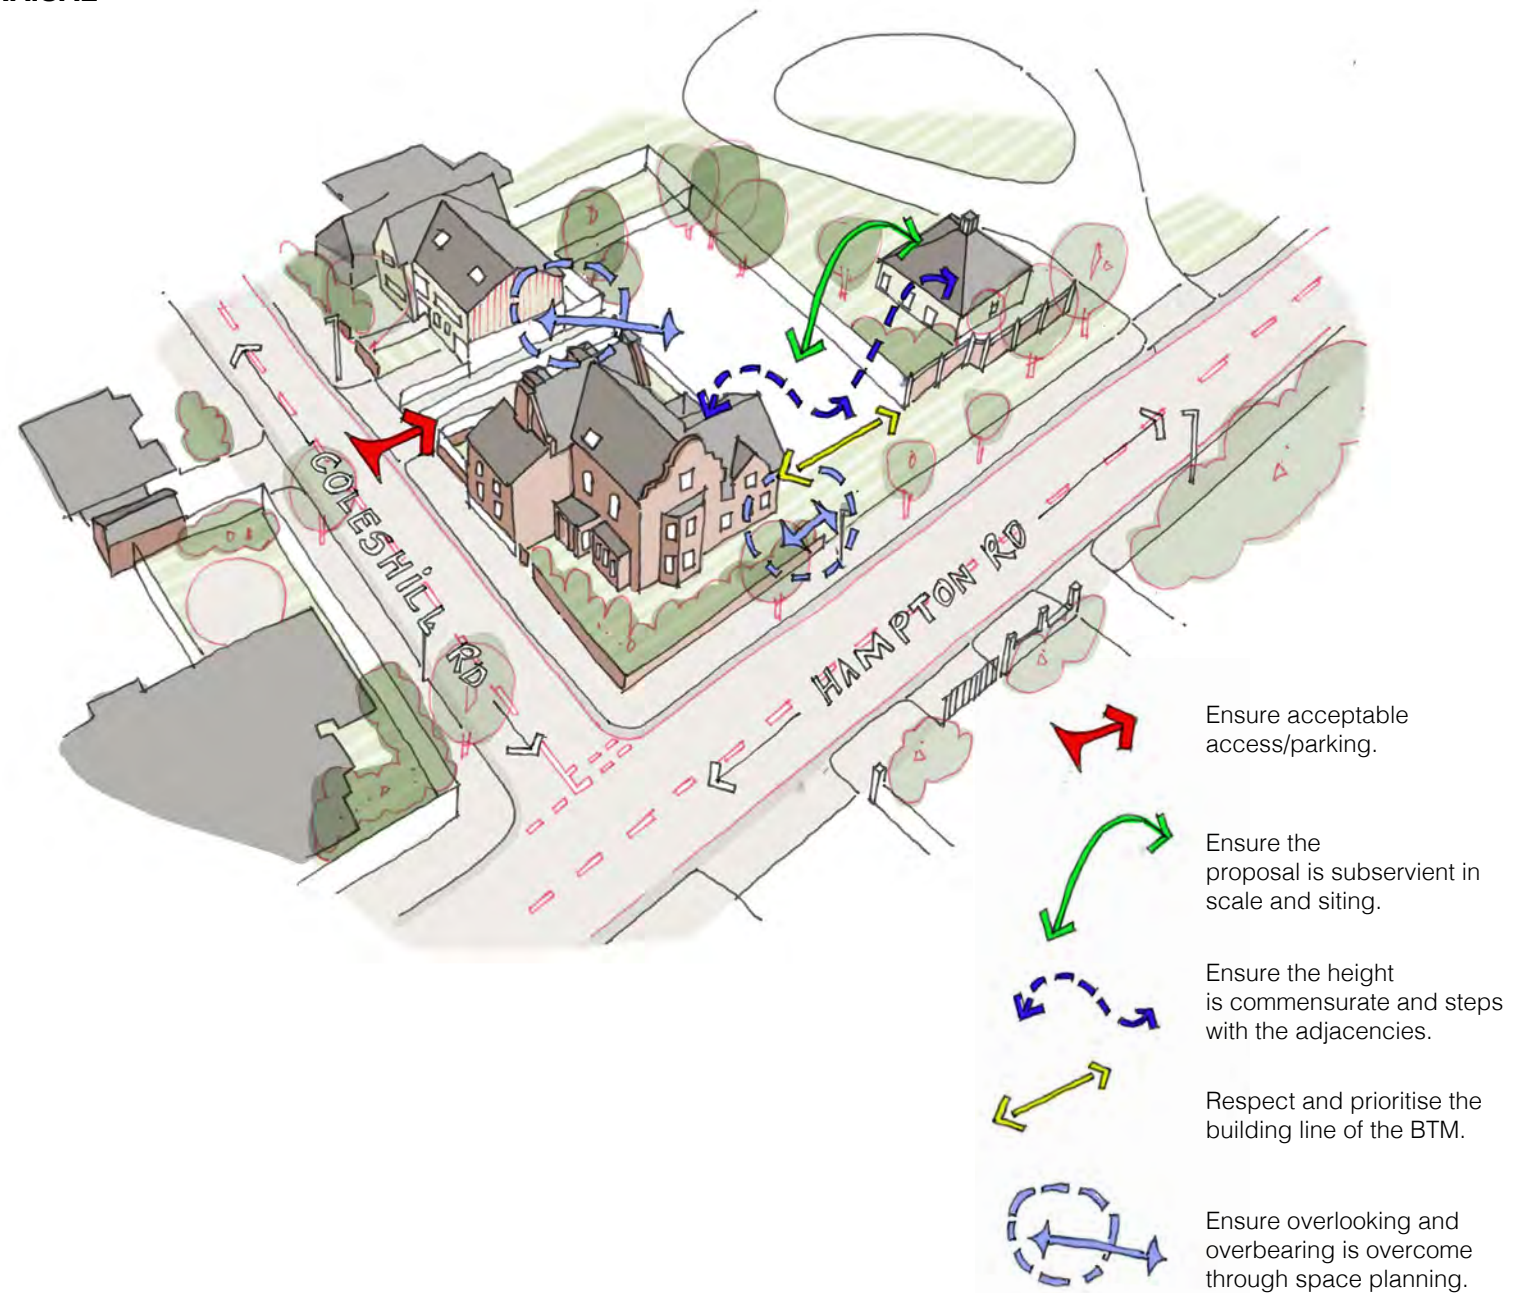 COLESHILL RD
HAMPTON RD
Ensure acceptable
access/parking.
Ensure the
proposal is subservient in
scale and siting.
Ensure the height
is commensurate and steps
with the adjacencies.
Respect and prioritise the
building line of the BTM.
Ensure overlooking and
overbearing is overcome
through space planning.